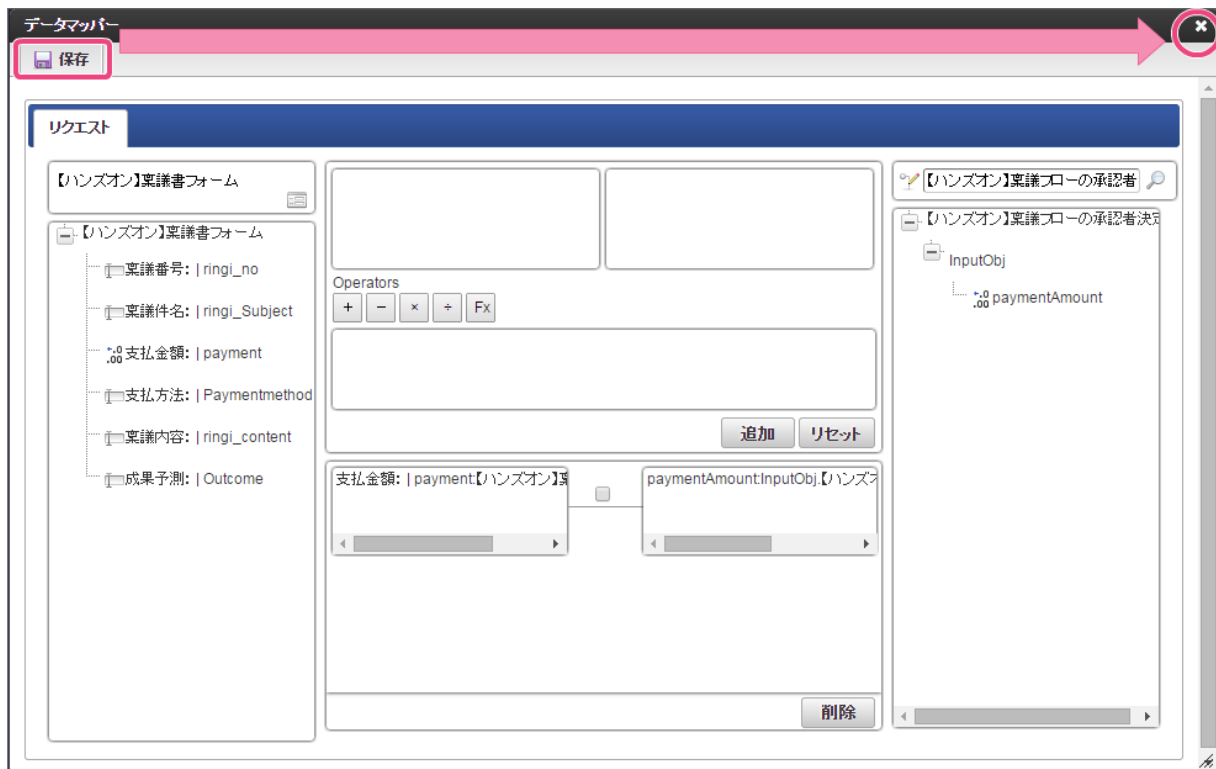 データマッパー
保存
リクエスト
【ハンズオン】稟議書フォーム
【ハンズオン】稟議書フォーム
稟議番号: | ringi_no
稟議件名: | ringi_Subject
支払金額: | payment
支払方法: | Paymentmethod
稟議内容: | ringi_content
成果予測: | Outcome
Operators
+ − × ÷ Fx
追加 リセット
支払金額: | payment:【ハンズオン】稟
paymentAmount:InputObj.【ハンズオ
削除
【ハンズオン】稟議フローの承認者
【ハンズオン】稟議フローの承認者決定
InputObj
paymentAmount